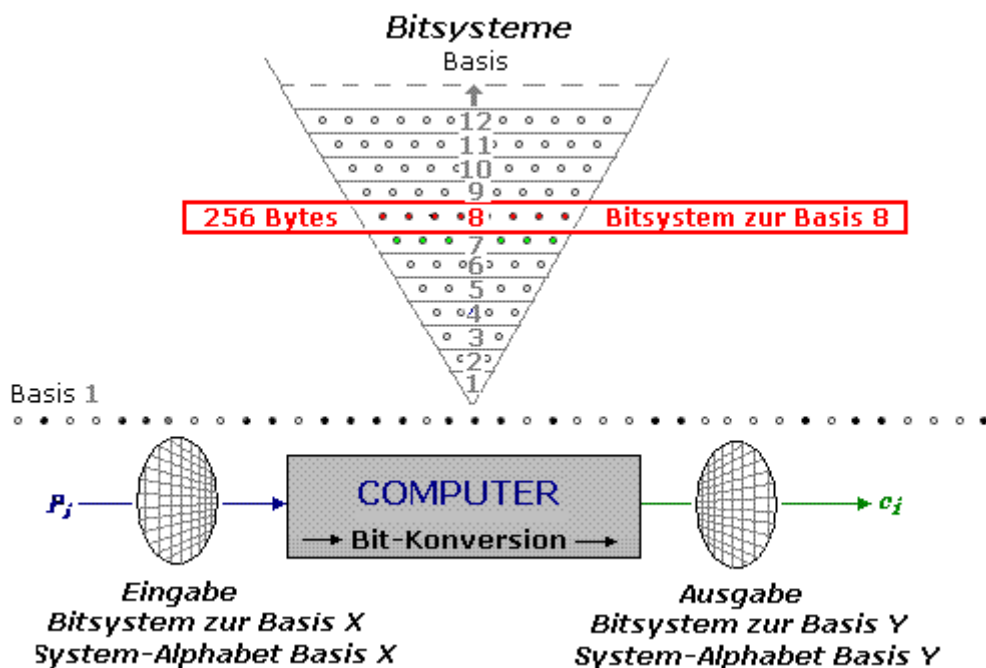 Bitsysteme
Basis
12
11
10
9
256 Bytes 8 Bitsystem zur Basis 8
7
6
5
4
3
2
1
Basis 1
P_j COMPUTER c_i
Bit-Konversion
Eingabe
Bitsystem zur Basis X
System-Alphabet Basis X
Ausgabe
Bitsystem zur Basis Y
System-Alphabet Basis Y